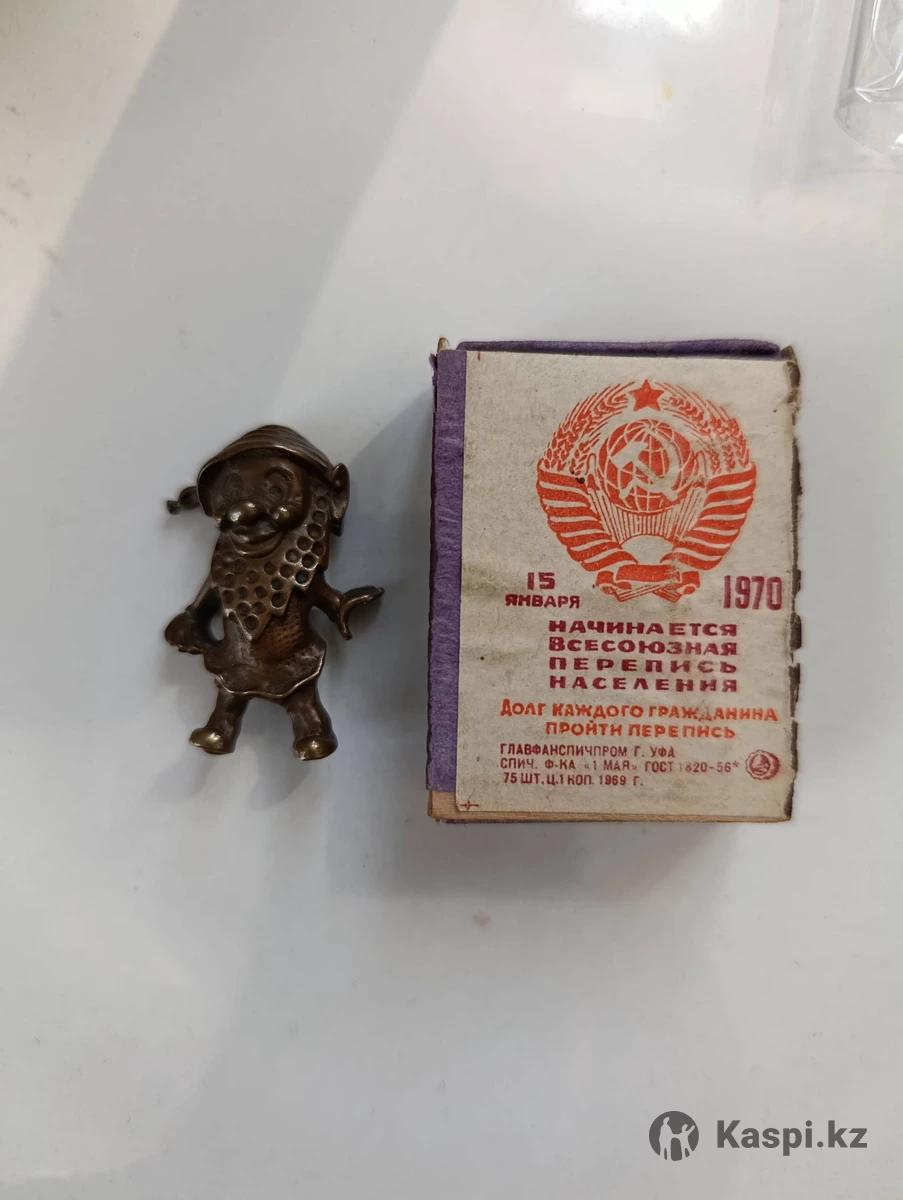 15
ЯНВАРЯ
1970
НАЧИНАЕТСЯ
ВСЕСОЮЗНАЯ
ПЕРЕПИСЬ
НАСЕЛЕНИЯ
ДОЛГ КАЖДОГО ГРАЖДАНИНА
ПРОЙТИ ПЕРЕПИСЬ
ГЛАВФАНСПИЧПРОМ Г. УФА
СПИЧ. Ф-КА «1 МАЯ» ГОСТ 1820-56*
75 ШТ. Ц.1 КОП. 1969 Г.
Kaspi.kz